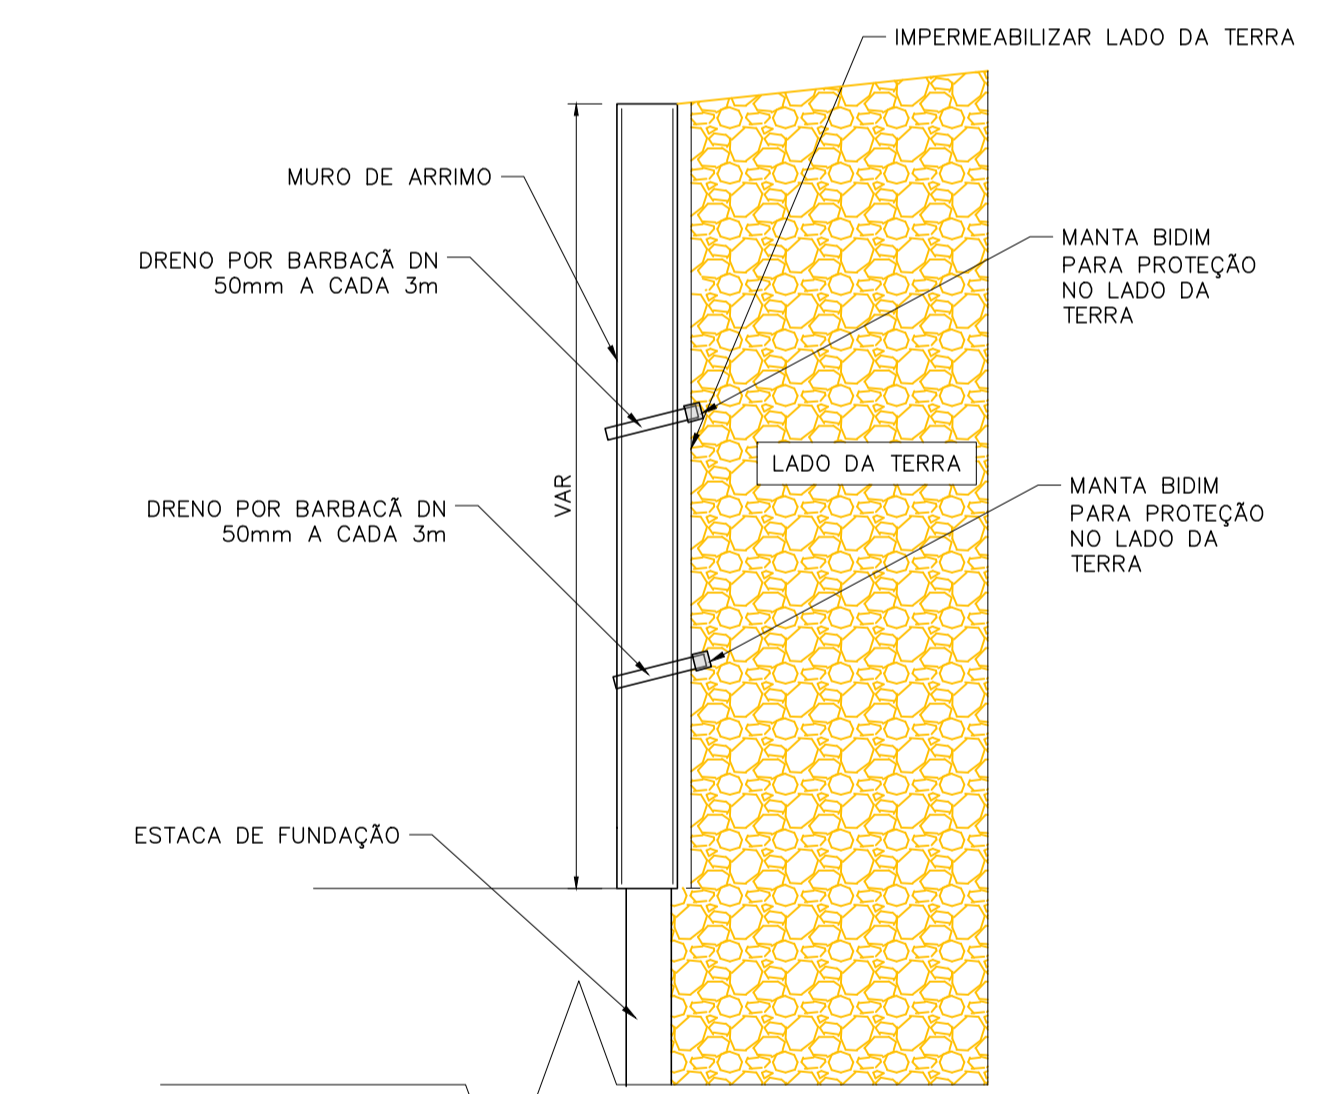 IMPERMEABILIZAR LADO DA TERRA
MURO DE ARRIMO
DRENO POR BARBACÃ DN
50mm A CADA 3m
MANTA BIDIM
PARA PROTEÇÃO
NO LADO DA
TERRA
LADO DA TERRA
VAR
DRENO POR BARBACÃ DN
50mm A CADA 3m
MANTA BIDIM
PARA PROTEÇÃO
NO LADO DA
TERRA
ESTACA DE FUNDAÇÃO